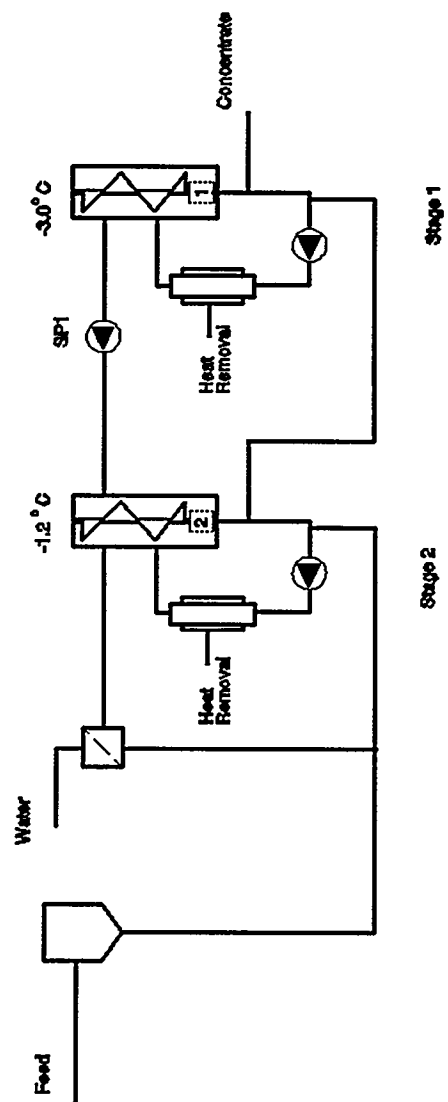 Feed
Water
-1.2° C
2
Heat
Removal
Stage 2
SP1
-3.0° C
1
Heat
Removal
Concentrate
Stage 1